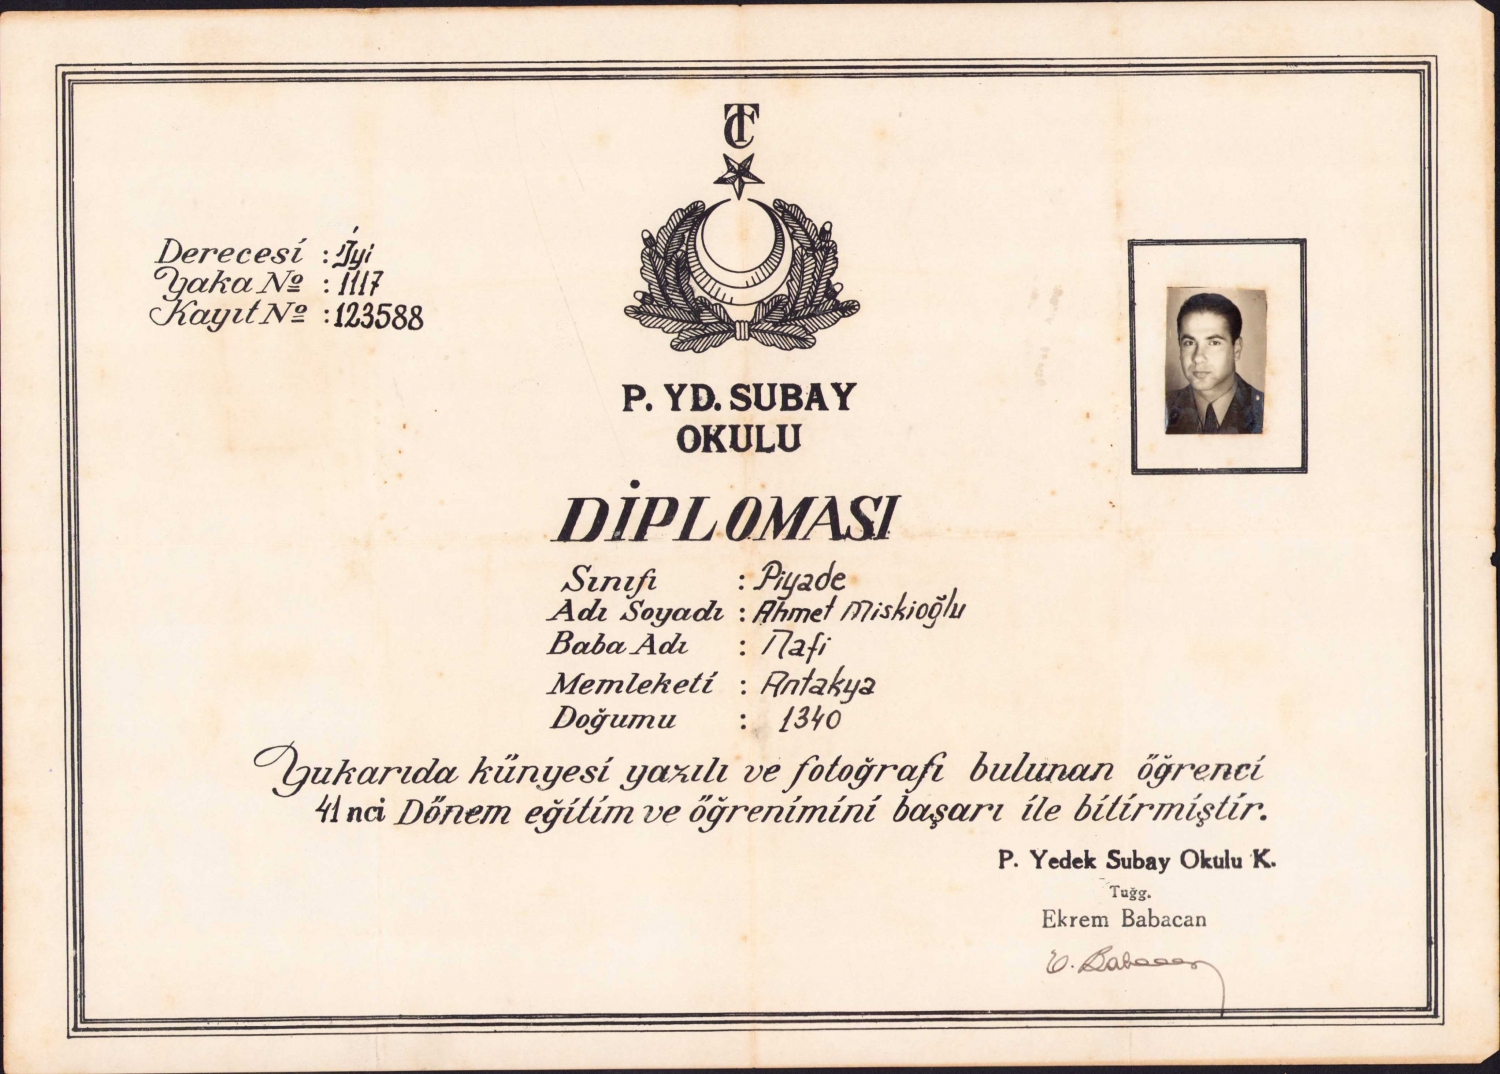 TC
Derecesi : İyi
Yaka № : 1117
Kayıt № : 123588
P. YD. SUBAY
OKULU
DİPLOMASI
Sınıfı : Piyade
Adı Soyadı : Ahmet Miskioğlu
Baba Adı : Nafi
Memleketi : Antakya
Doğumu : 1340
Yukarıda künyesi yazılı ve fotoğrafı bulunan öğrenci
41 nci Dönem eğitim ve öğrenimini başarı ile bitirmiştir.
P. Yedek Subay Okulu K.
Tuğg.
Ekrem Babacan
E. Babacan